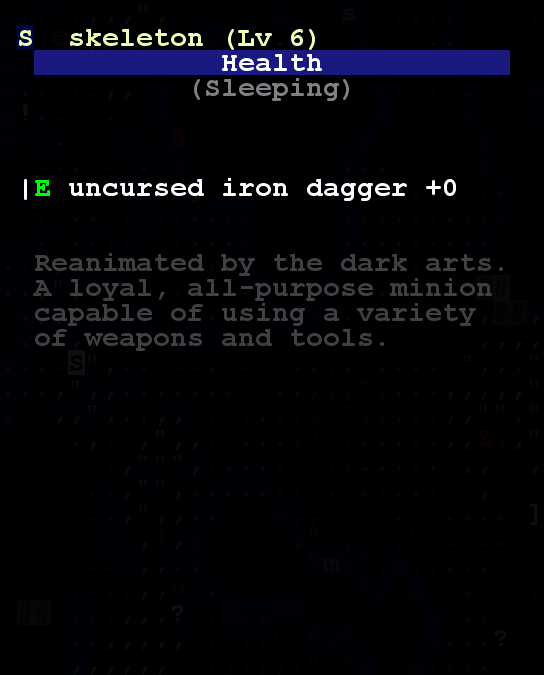 S skeleton (Lv 6)
Health
(Sleeping)
|E uncursed iron dagger +0
Reanimated by the dark arts.
A loyal, all-purpose minion
capable of using a variety
of weapons and tools.